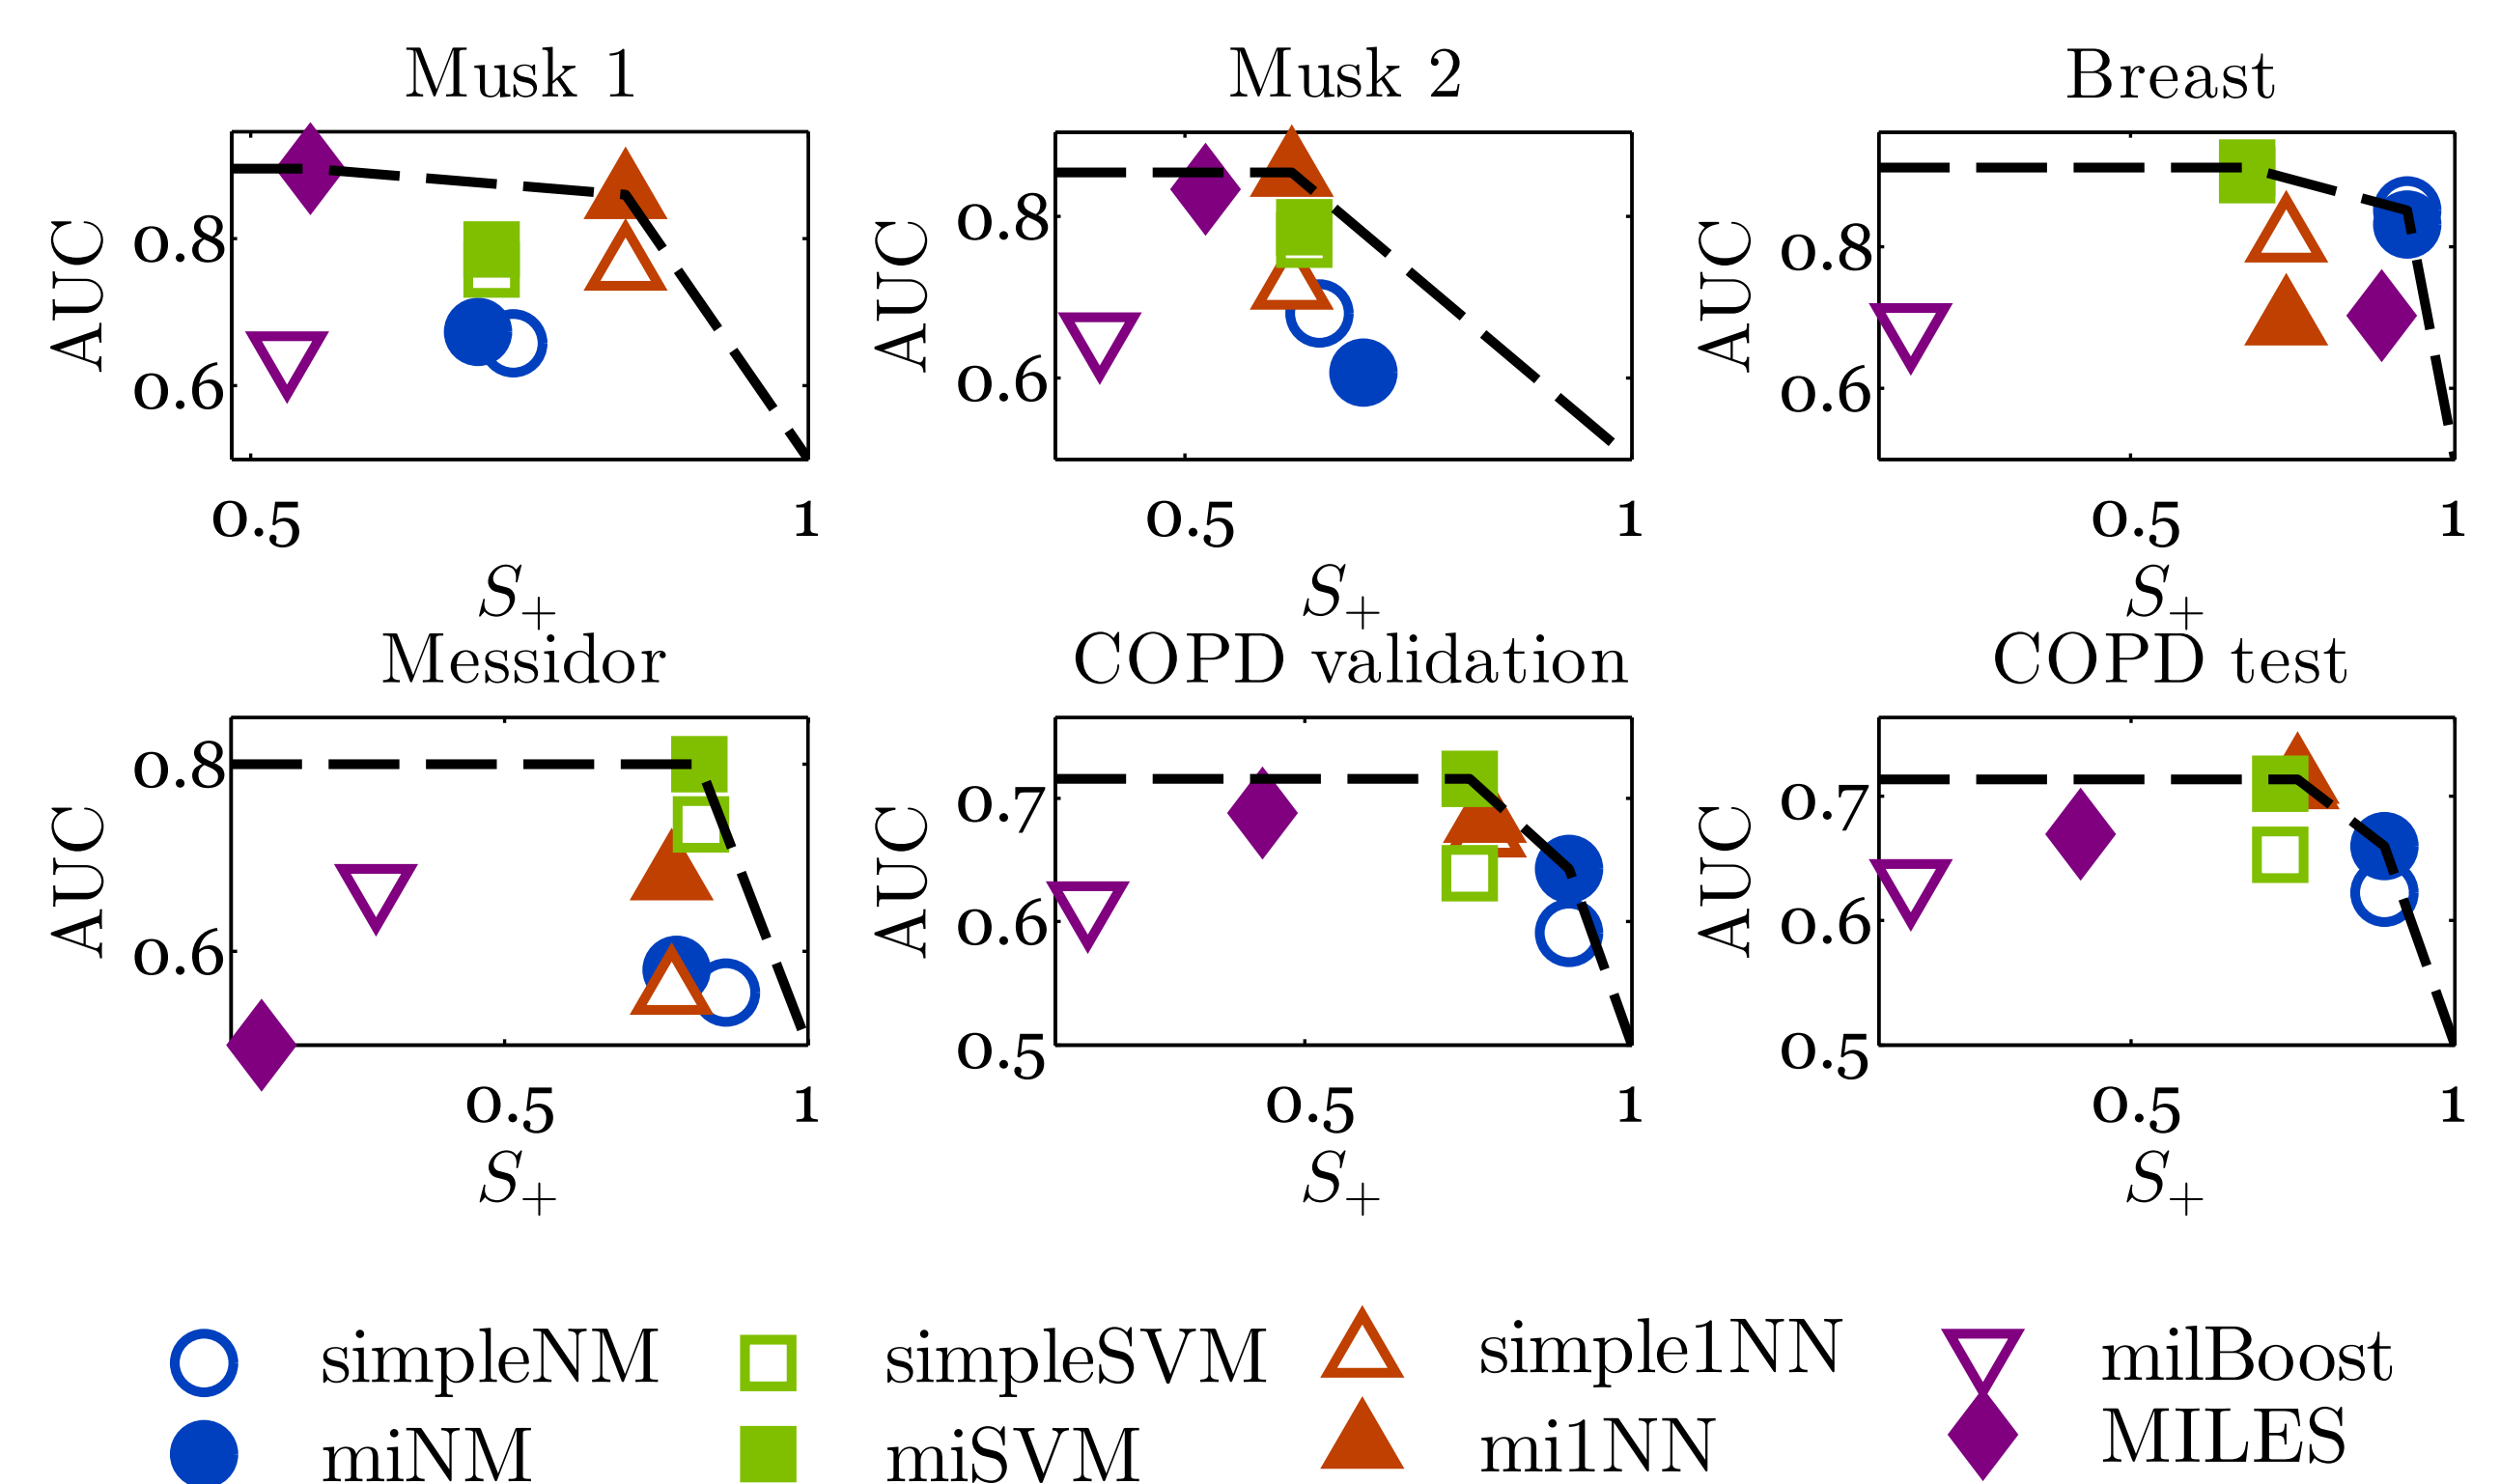 Musk 1 Musk 2 Breast
AUC 0.8 AUC 0.8 AUC 0.8
0.6 0.6 0.6
0.5 1 0.5 1 0.5 1
S+ S+ S+
Messidor COPD validation COPD test
AUC 0.8 AUC 0.7 AUC 0.7
0.6 0.6 0.6
0.5 0.5
0.5 1 0.5 1 0.5 1
S+ S+ S+
simpleNM simpleSVM simple1NN milBoost
miNM miSVM mi1NN MILES